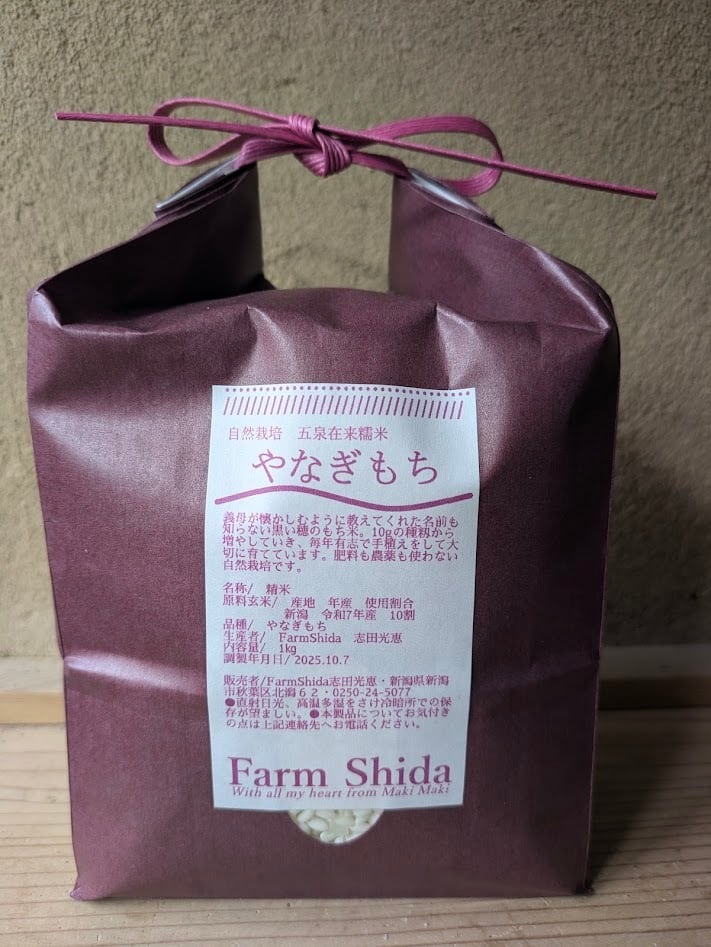 自然栽培　五泉在来糯米
やなぎもち
義母が懐かしむように教えてくれた名前も
知らない黒い穂のもち米。10gの種籾から
増やしていき、毎年有志で手植えをして大
切に育てています。肥料も農薬も使わない
自然栽培です。
名称/　精米
原料玄米/　産地　年産　使用割合
新潟　令和7年産　10割
品種/　やなぎもち
生産者/　FarmShida　志田光恵
内容量/　1kg
調製年月日/ 2025.10.7
販売者/FarmShida志田光恵・新潟県新潟
市秋葉区北潟６２・0250-24-5077
●直射日光、高温多湿をさけ冷暗所での保
存が望ましい。●本製品についてお気付き
の点は上記連絡先へお電話ください。
Farm Shida
With all my heart from Maki Maki